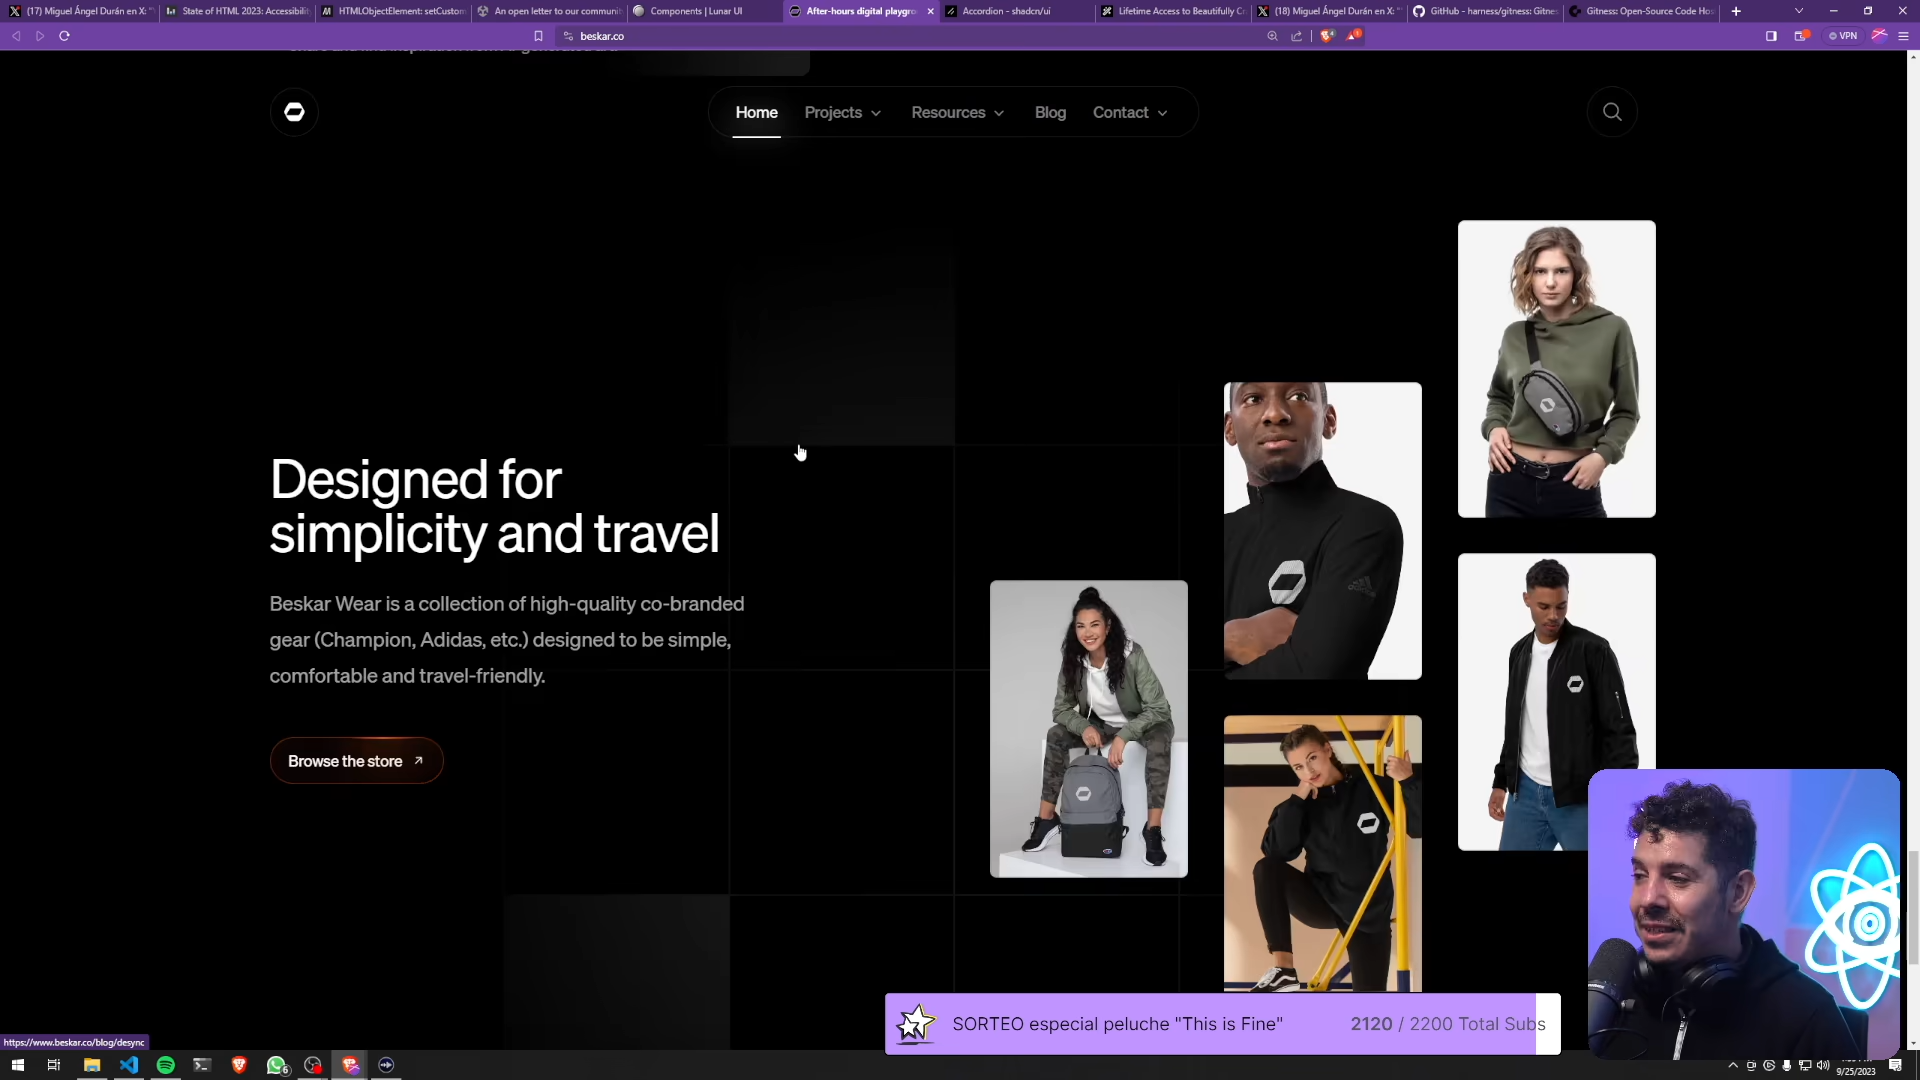 (17) Miguel Ángel Durán en X: "
State of HTML 2023: Accessibili
HTMLObjectElement: setCustom
An open letter to our communit
Components | Lunar UI
After-hours digital playgro
Accordion - shadcn/ui
Lifetime Access to Beautifully C
(18) Miguel Ángel Durán en X: "
GitHub - harness/gitness: Gitnes
Gitness: Open-Source Code Hos
beskar.co
VPN
Home
Projects
Resources
Blog
Contact
Designed for
simplicity and travel
Beskar Wear is a collection of high-quality co-branded
gear (Champion, Adidas, etc.) designed to be simple,
comfortable and travel-friendly.
Browse the store
adidas
SORTEO especial peluche "This is Fine"
2120 / 2200 Total Subs
https://www.beskar.co/blog/desync
9/25/2023